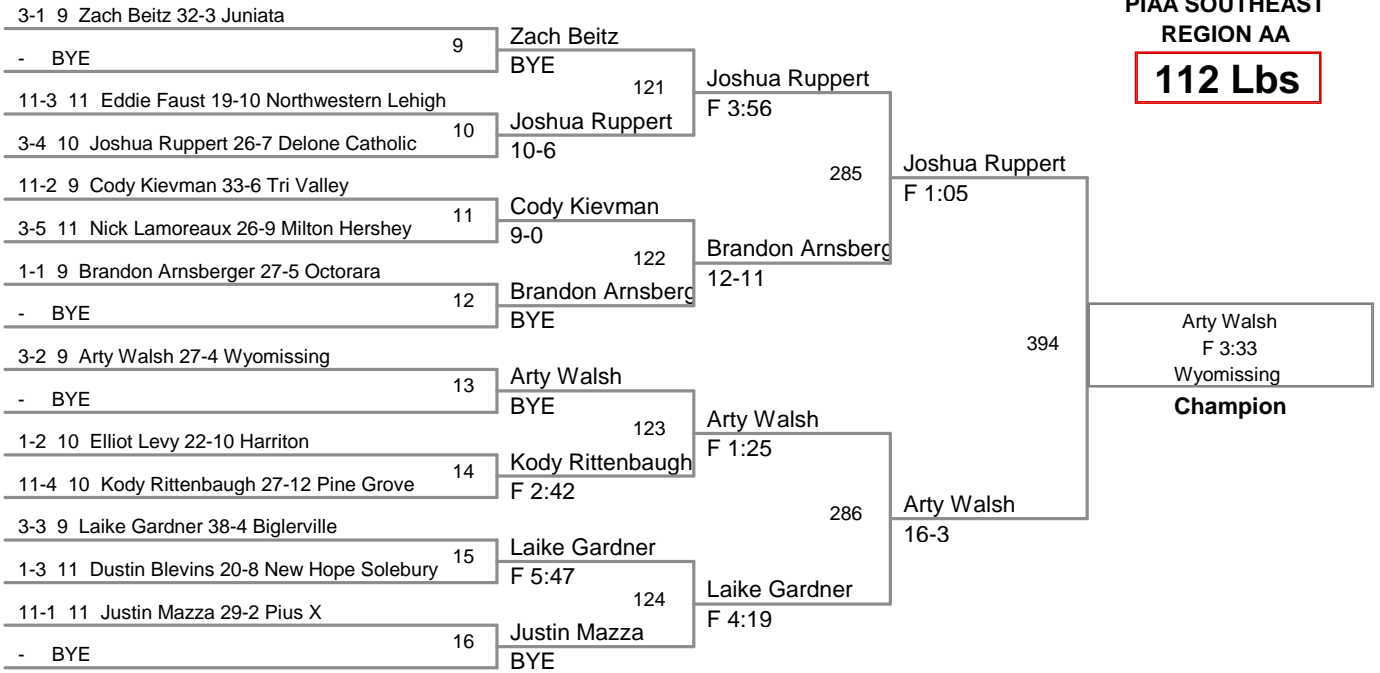 PIAA SOUTHEAST
REGION AA
112 Lbs
3-1 9 Zach Beitz 32-3 Juniata
9
- BYE
11-3 11 Eddie Faust 19-10 Northwestern Lehigh
10
3-4 10 Joshua Ruppert 26-7 Delone Catholic
11-2 9 Cody Kievman 33-6 Tri Valley
11
3-5 11 Nick Lamoreaux 26-9 Milton Hershey
1-1 9 Brandon Arnsberger 27-5 Octorara
12
- BYE
3-2 9 Arty Walsh 27-4 Wyomissing
13
- BYE
1-2 10 Elliot Levy 22-10 Harriton
14
11-4 10 Kody Rittenbaugh 27-12 Pine Grove
3-3 9 Laike Gardner 38-4 Biglerville
15
1-3 11 Dustin Blevins 20-8 New Hope Solebury
11-1 11 Justin Mazza 29-2 Pius X
16
- BYE
Zach Beitz
BYE
121
Joshua Ruppert
10-6
Cody Kievman
9-0
122
Brandon Arnsberg
BYE
Arty Walsh
BYE
123
Kody Rittenbaugh
F 2:42
Laike Gardner
F 5:47
124
Justin Mazza
BYE
Joshua Ruppert
F 3:56
285
Brandon Arnsberg
12-11
Arty Walsh
F 1:25
286
Laike Gardner
F 4:19
Joshua Ruppert
F 1:05
394
Arty Walsh
16-3
Arty Walsh
F 3:33
Wyomissing
Champion